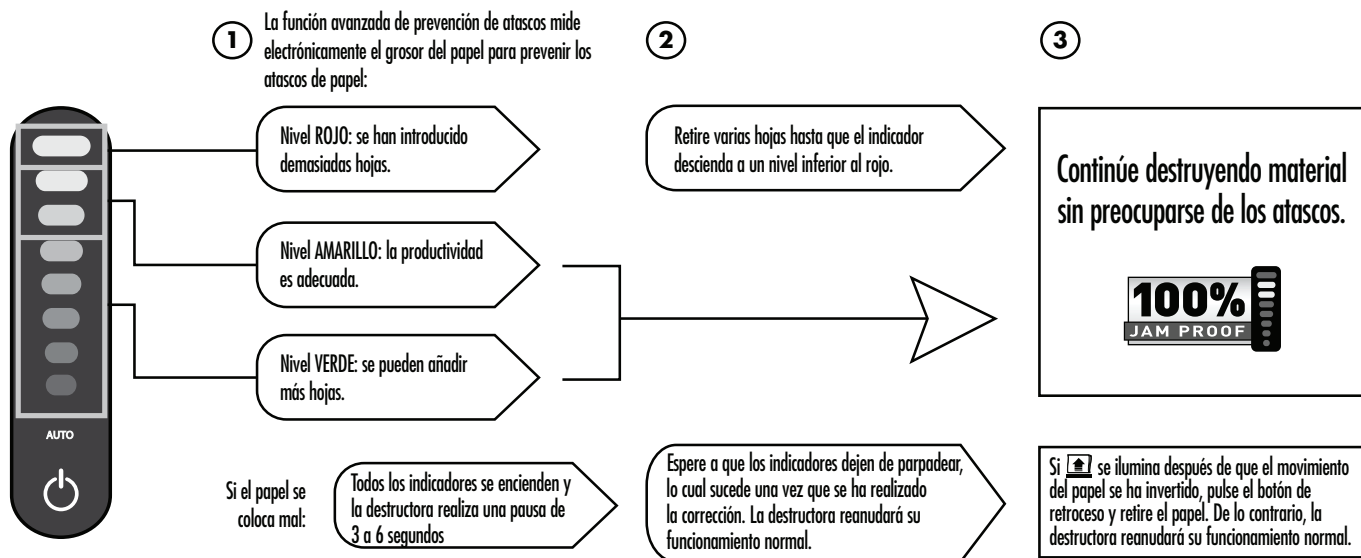 1
La función avanzada de prevención de atascos mide
electrónicamente el grosor del papel para prevenir los
atascos de papel:
2
3
Nivel ROJO: se han introducido
demasiadas hojas.
Retire varias hojas hasta que el indicador
descienda a un nivel inferior al rojo.
Continúe destruyendo material
sin preocuparse de los atascos.
Nivel AMARILLO: la productividad
es adecuada.
100%
JAM PROOF
Nivel VERDE: se pueden añadir
más hojas.
AUTO
Si el papel se
coloca mal:
Todos los indicadores se encienden y
la destructora realiza una pausa de
3 a 6 segundos
Espere a que los indicadores dejen de parpadear,
lo cual sucede una vez que se ha realizado
la corrección. La destructora reanudará su
funcionamiento normal.
Si se ilumina después de que el movimiento
del papel se ha invertido, pulse el botón de
retroceso y retire el papel. De lo contrario, la
destructora reanudará su funcionamiento normal.